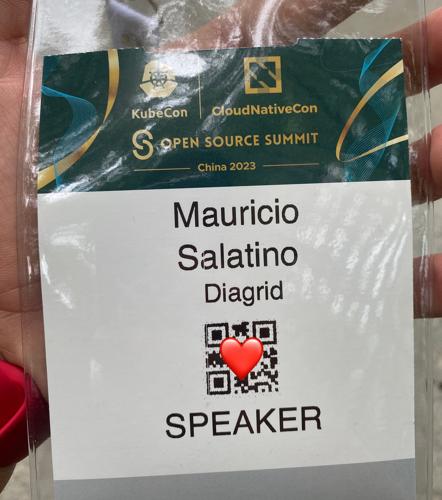 KubeCon | CloudNativeCon
OPEN SOURCE SUMMIT
China 2023
Mauricio
Salatino
Diagrid
SPEAKER